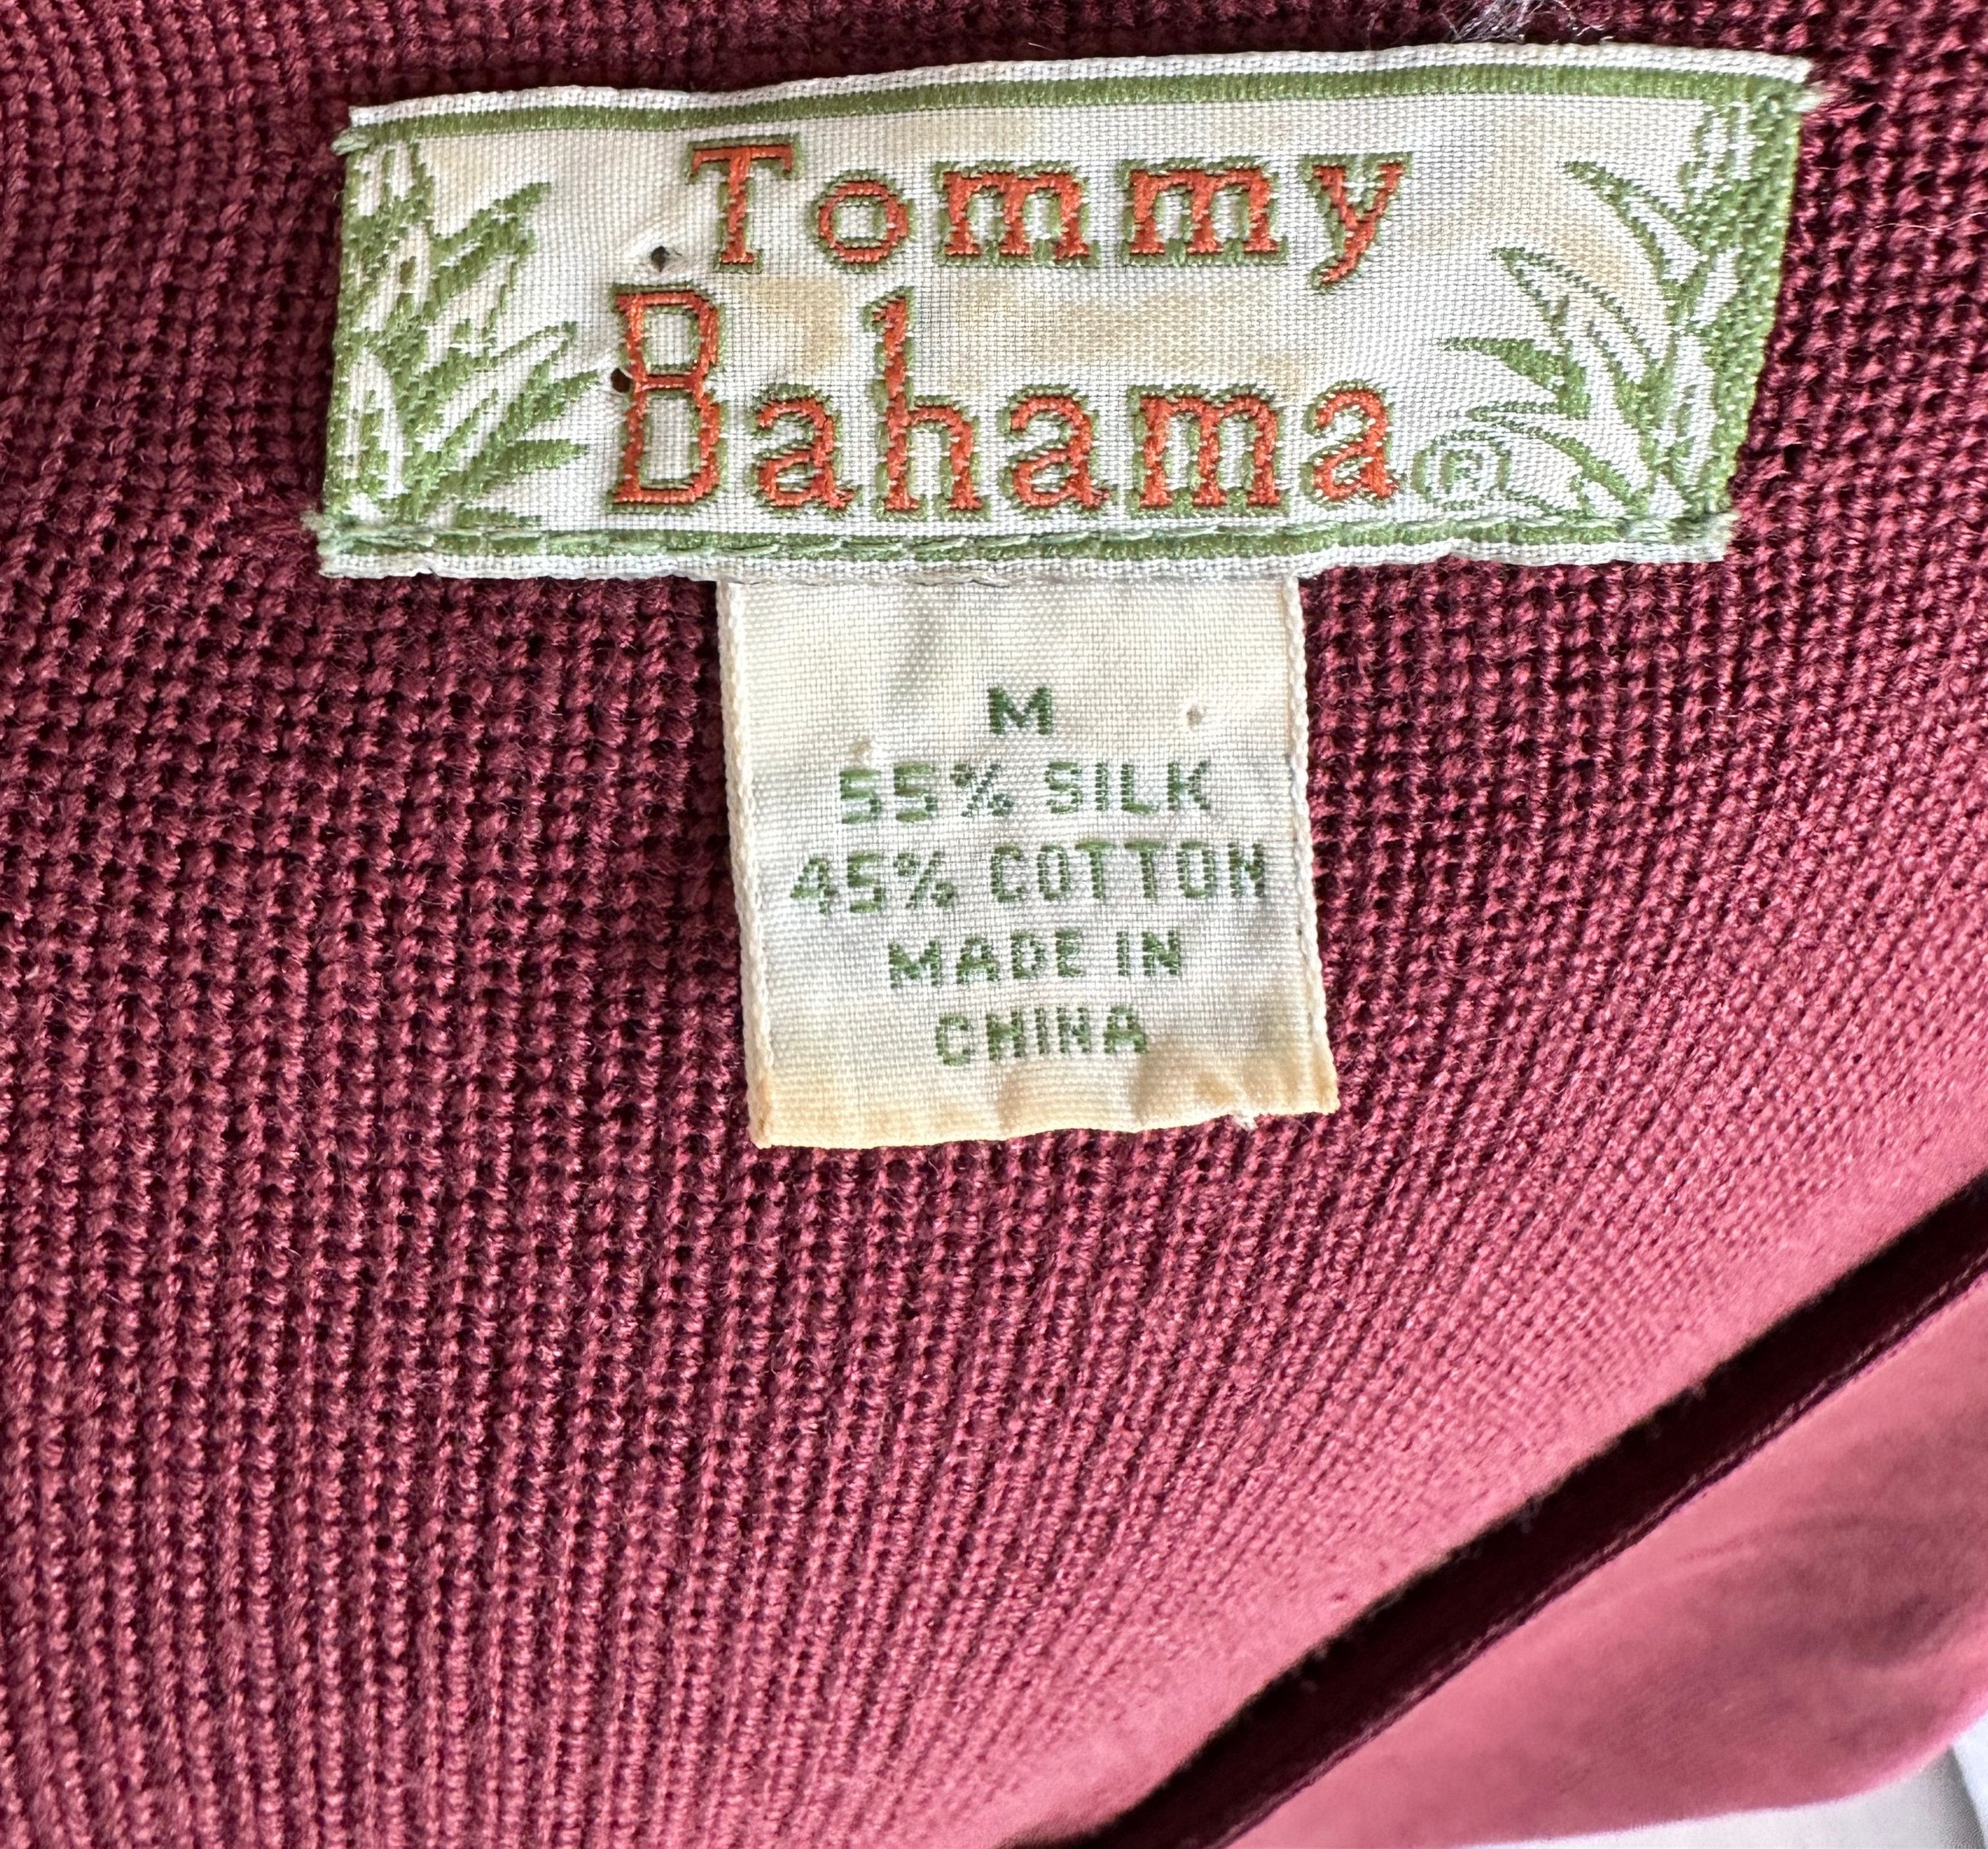 Tommy
Bahama®
M
55% SILK
45% COTTON
MADE IN
CHINA